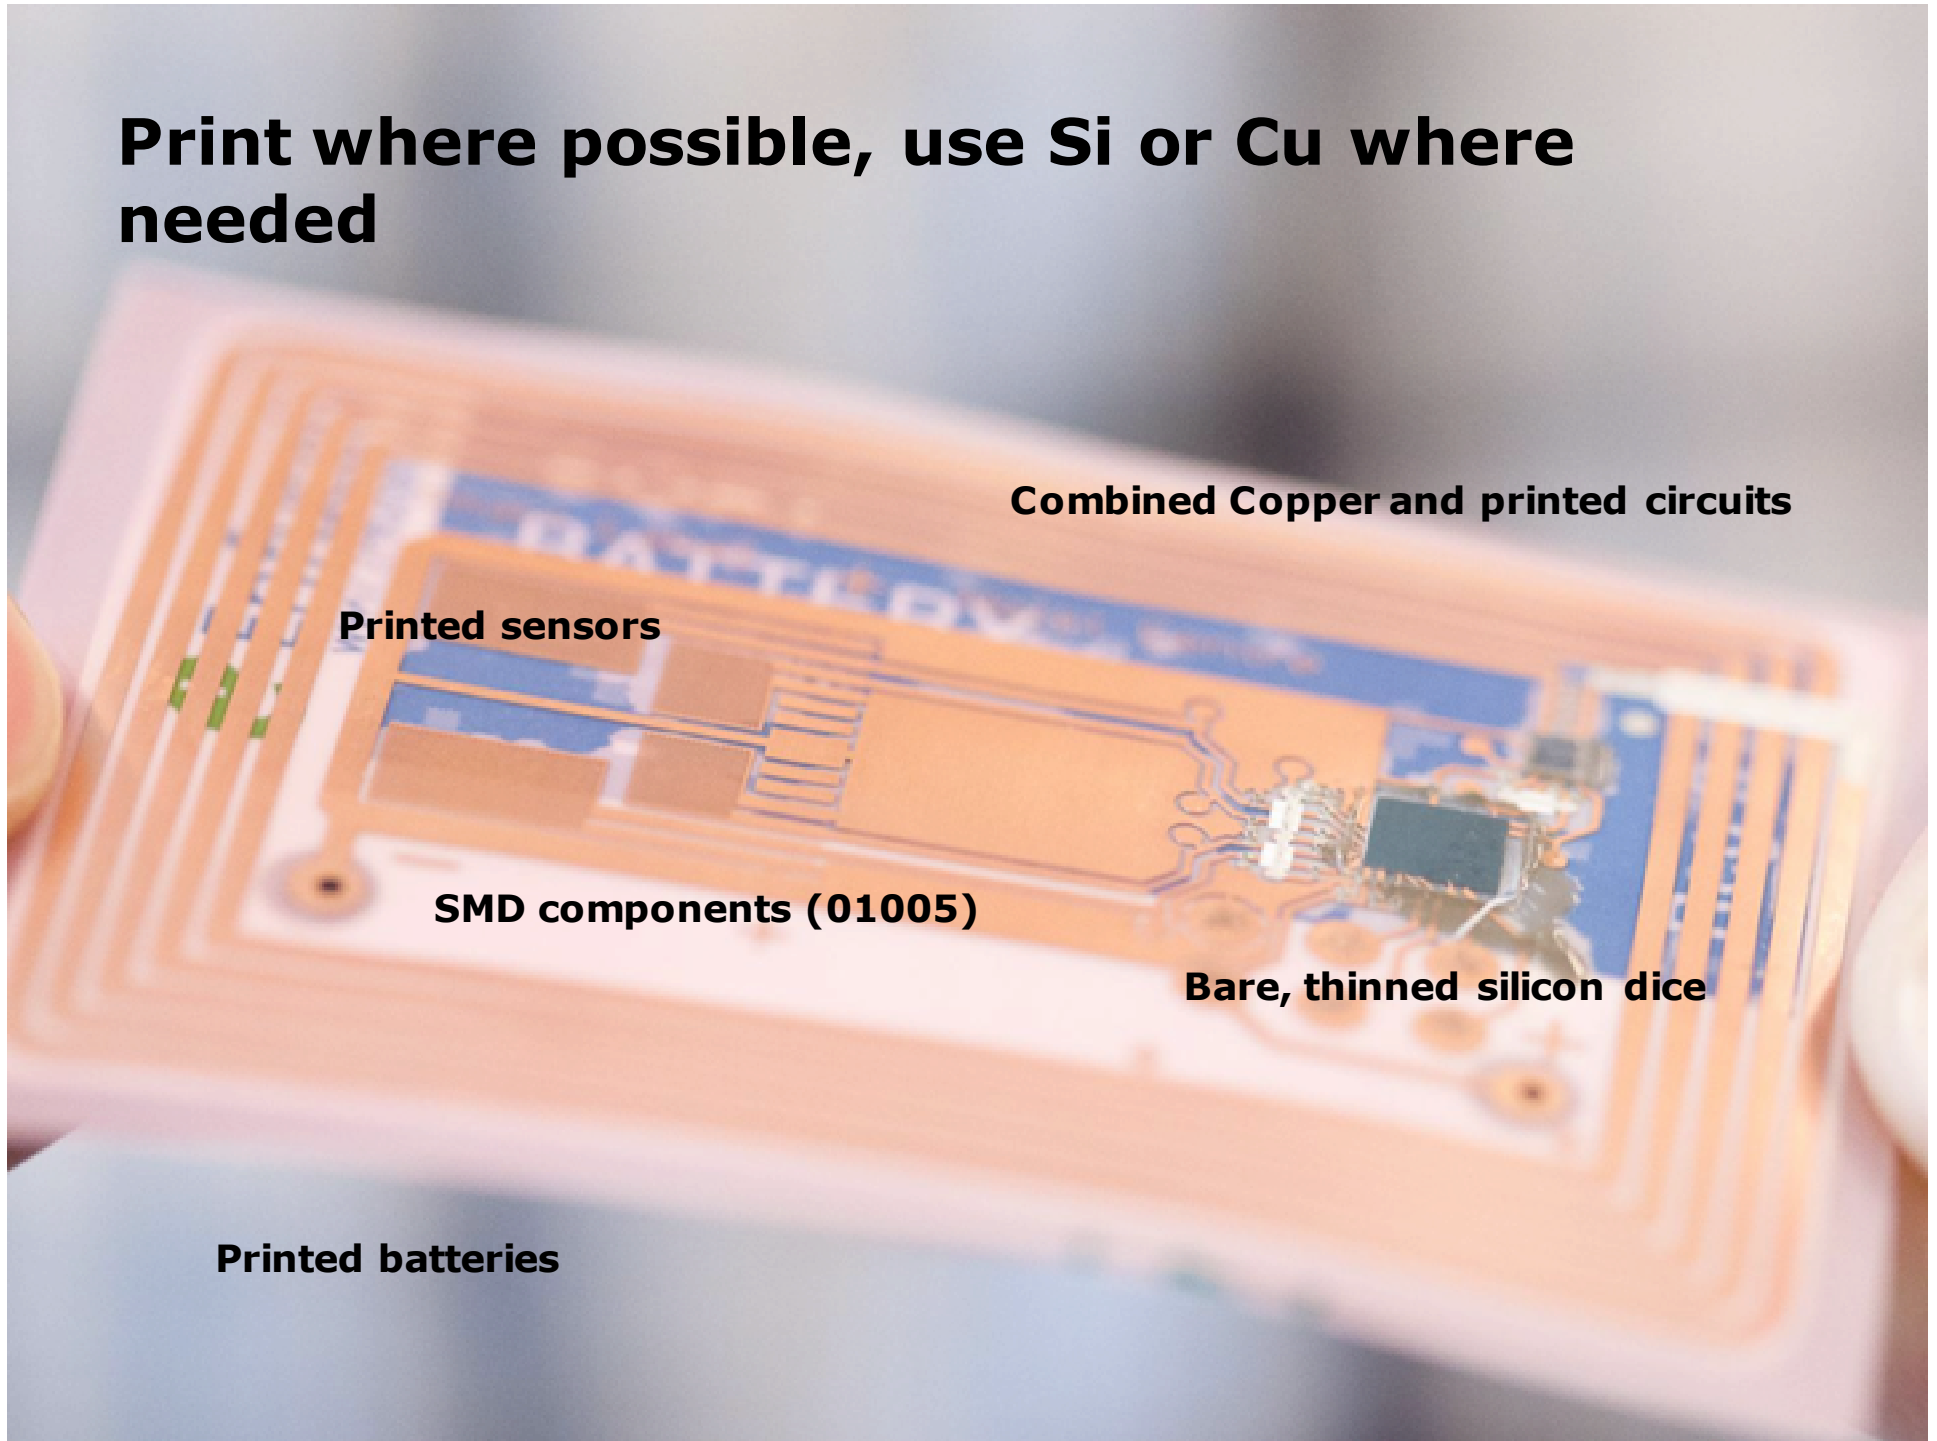 Print where possible, use Si or Cu where
needed
Combined Copper and printed circuits
Printed sensors
BATTERY
SMD components (01005)
Bare, thinned silicon dice
Printed batteries